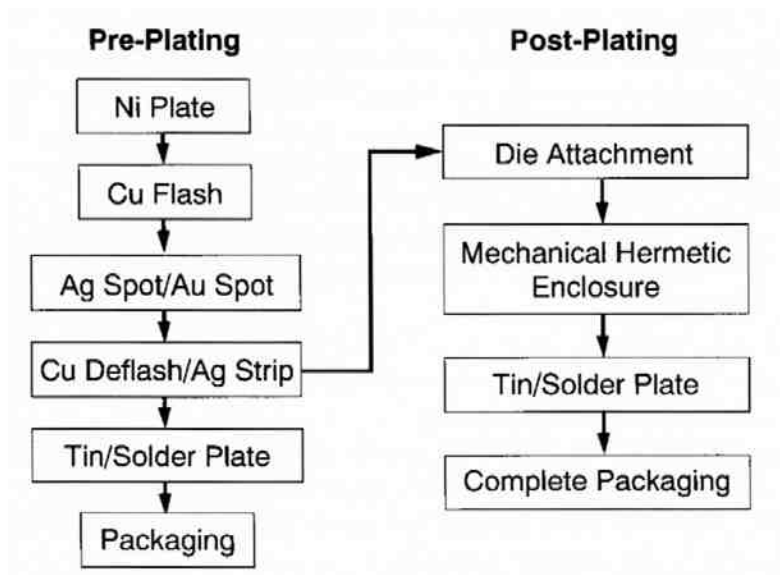 Pre-Plating
Ni Plate
Cu Flash
Ag Spot/Au Spot
Cu Deflash/Ag Strip
Tin/Solder Plate
Packaging
Post-Plating
Die Attachment
Mechanical Hermetic
Enclosure
Tin/Solder Plate
Complete Packaging